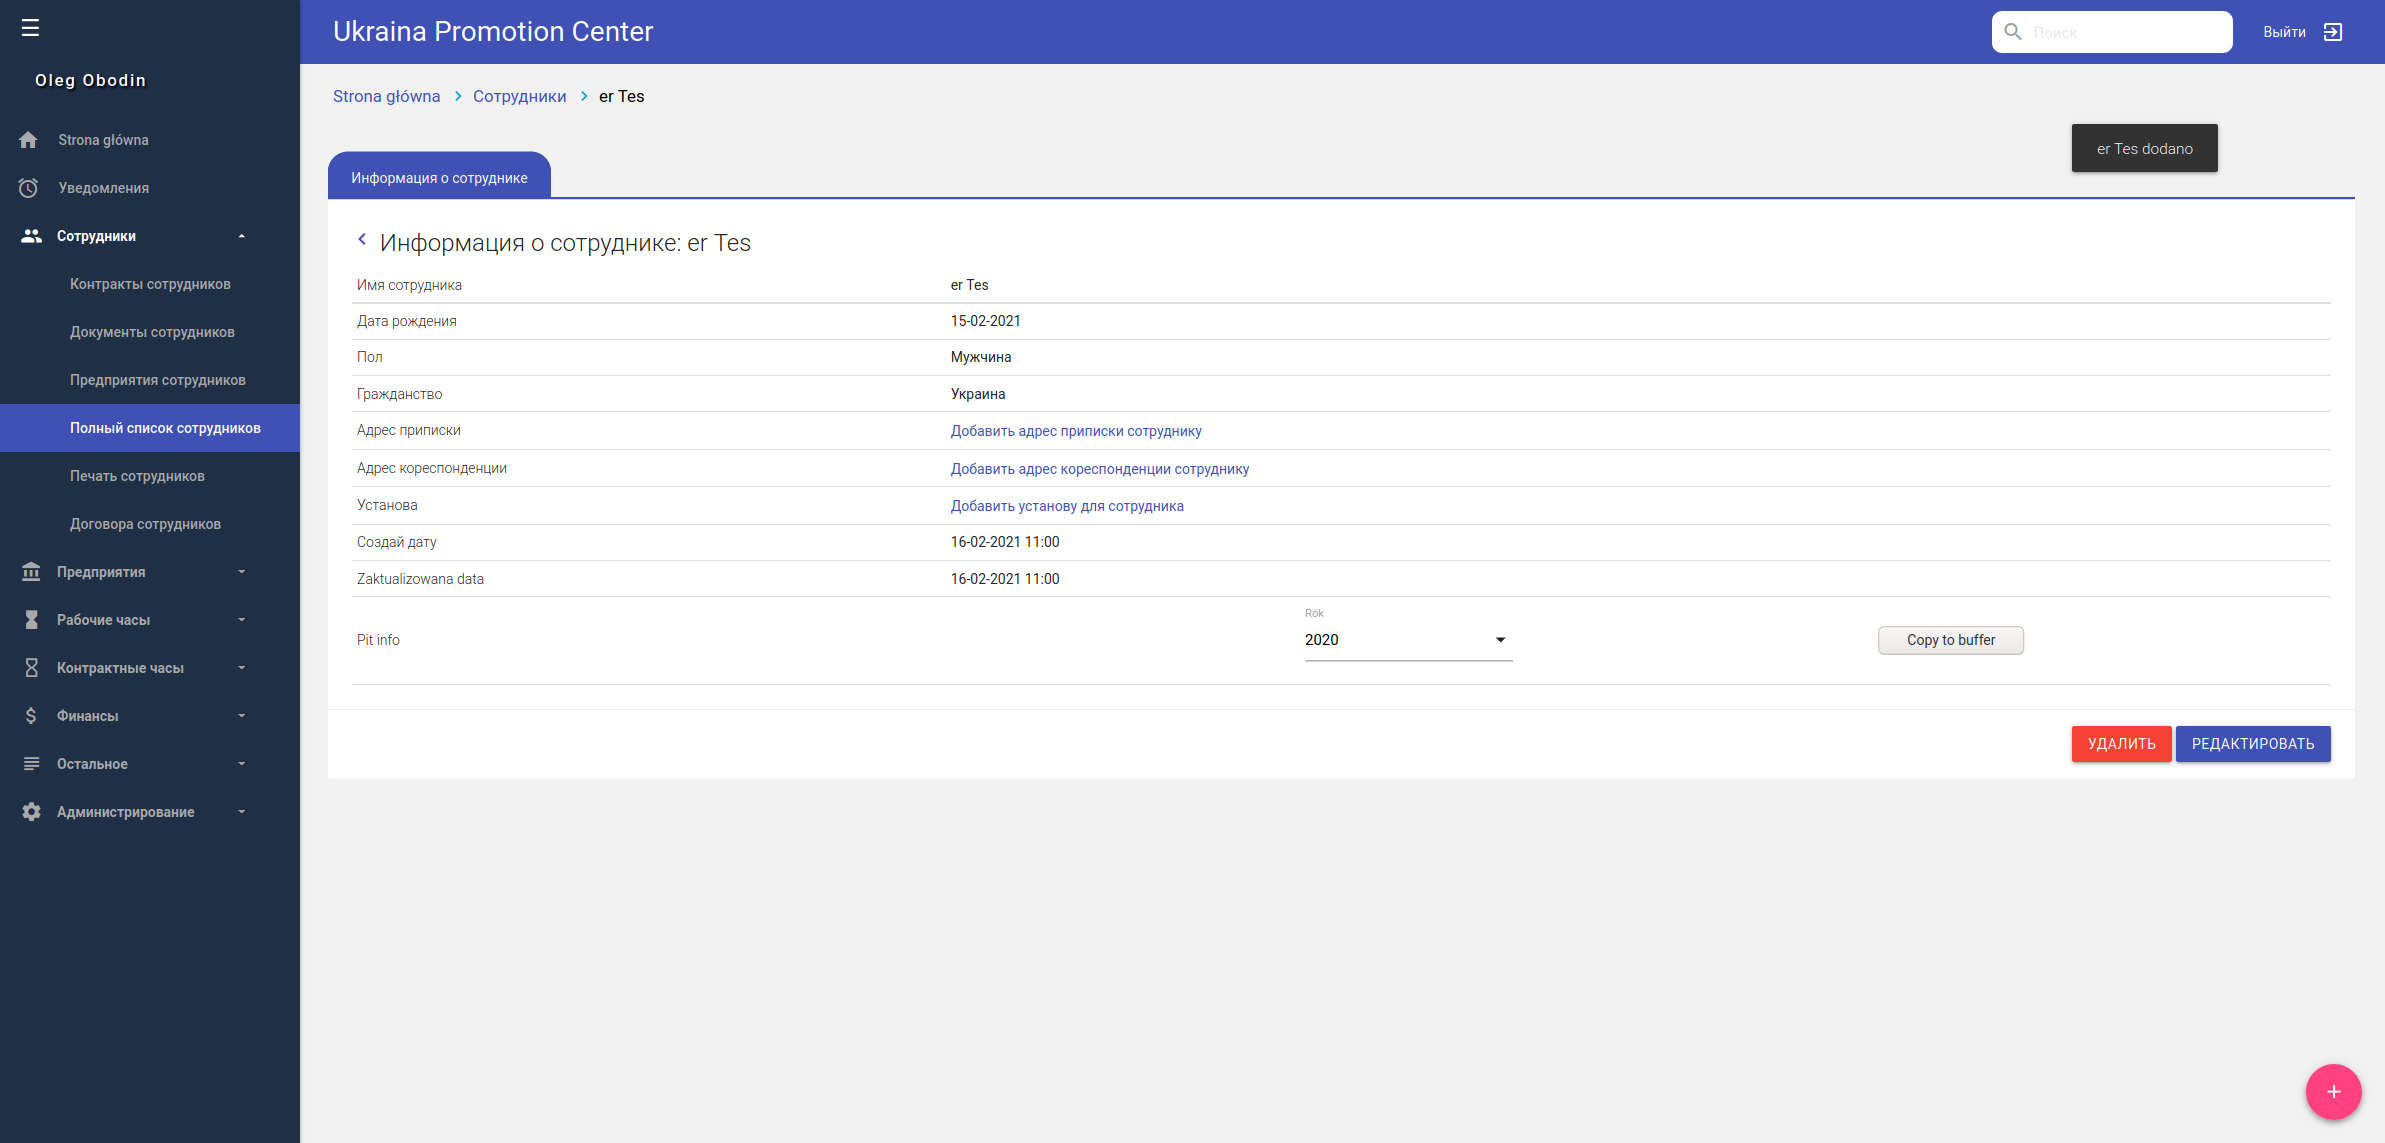 Ukraina Promotion Center
Поиск
Выйти
Oleg Obodin
Strona główna
Уведомления
Сотрудники
Контракты сотрудников
Документы сотрудников
Предприятия сотрудников
Полный список сотрудников
Печать сотрудников
Договора сотрудников
Предприятия
Рабочие часы
Контрактные часы
Финансы
Остальное
Администрирование
Strona główna > Сотрудники > er Tes
er Tes dodano
Информация о сотруднике
Информация о сотруднике: er Tes
Имя сотрудника er Tes
Дата рождения 15-02-2021
Пол Мужчина
Гражданство Украина
Адрес приписки Добавить адрес приписки сотруднику
Адрес кореспонденции Добавить адрес кореспонденции сотруднику
Установа Добавить установу для сотрудника
Создай дату 16-02-2021 11:00
Zaktualizowana data 16-02-2021 11:00
Rók
Pit info 2020 Copy to buffer
УДАЛИТЬ РЕДАКТИРОВАТЬ